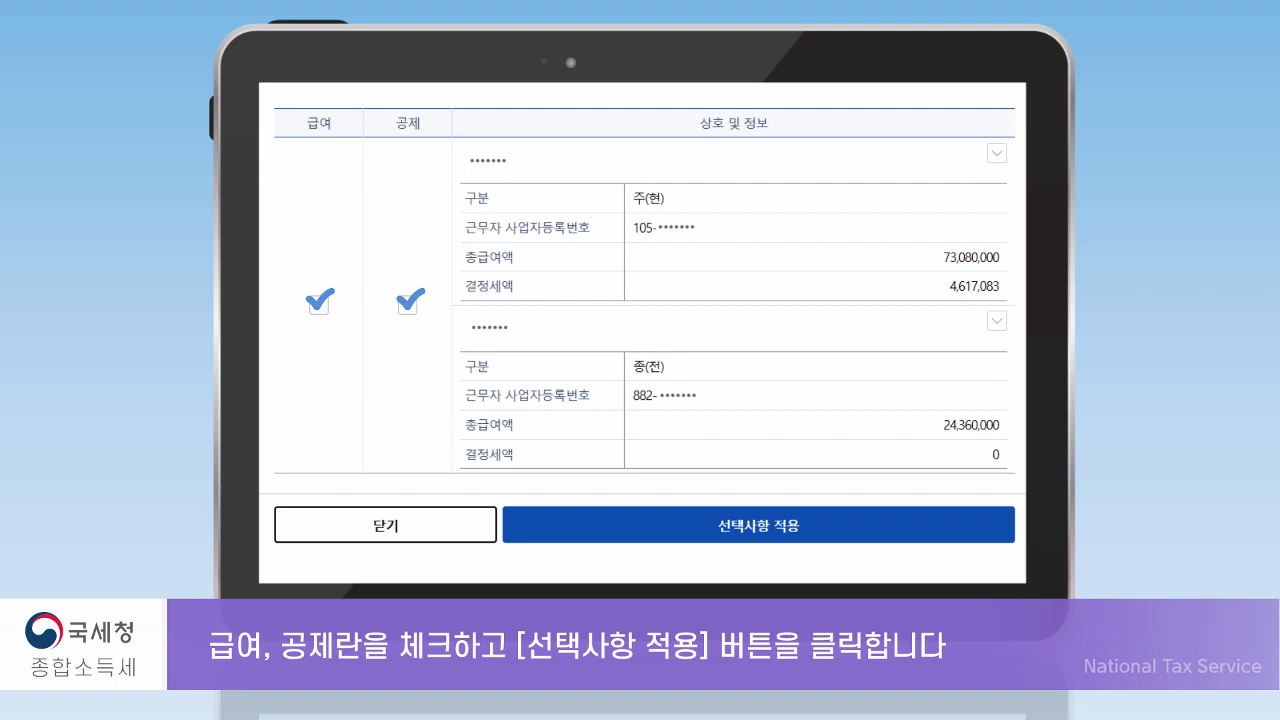 급여 공제 상호 및 정보
•••••••
구분 주(현)
근무자 사업자등록번호 105-•••••••
총급여액 73,080,000
결정세액 4,617,083
•••••••
구분 종(전)
근무자 사업자등록번호 882-•••••••
총급여액 24,360,000
결정세액 0
닫기 선택사항 적용
국세청
종합소득세
급여, 공제란을 체크하고 [선택사항 적용] 버튼을 클릭합니다
National Tax Service